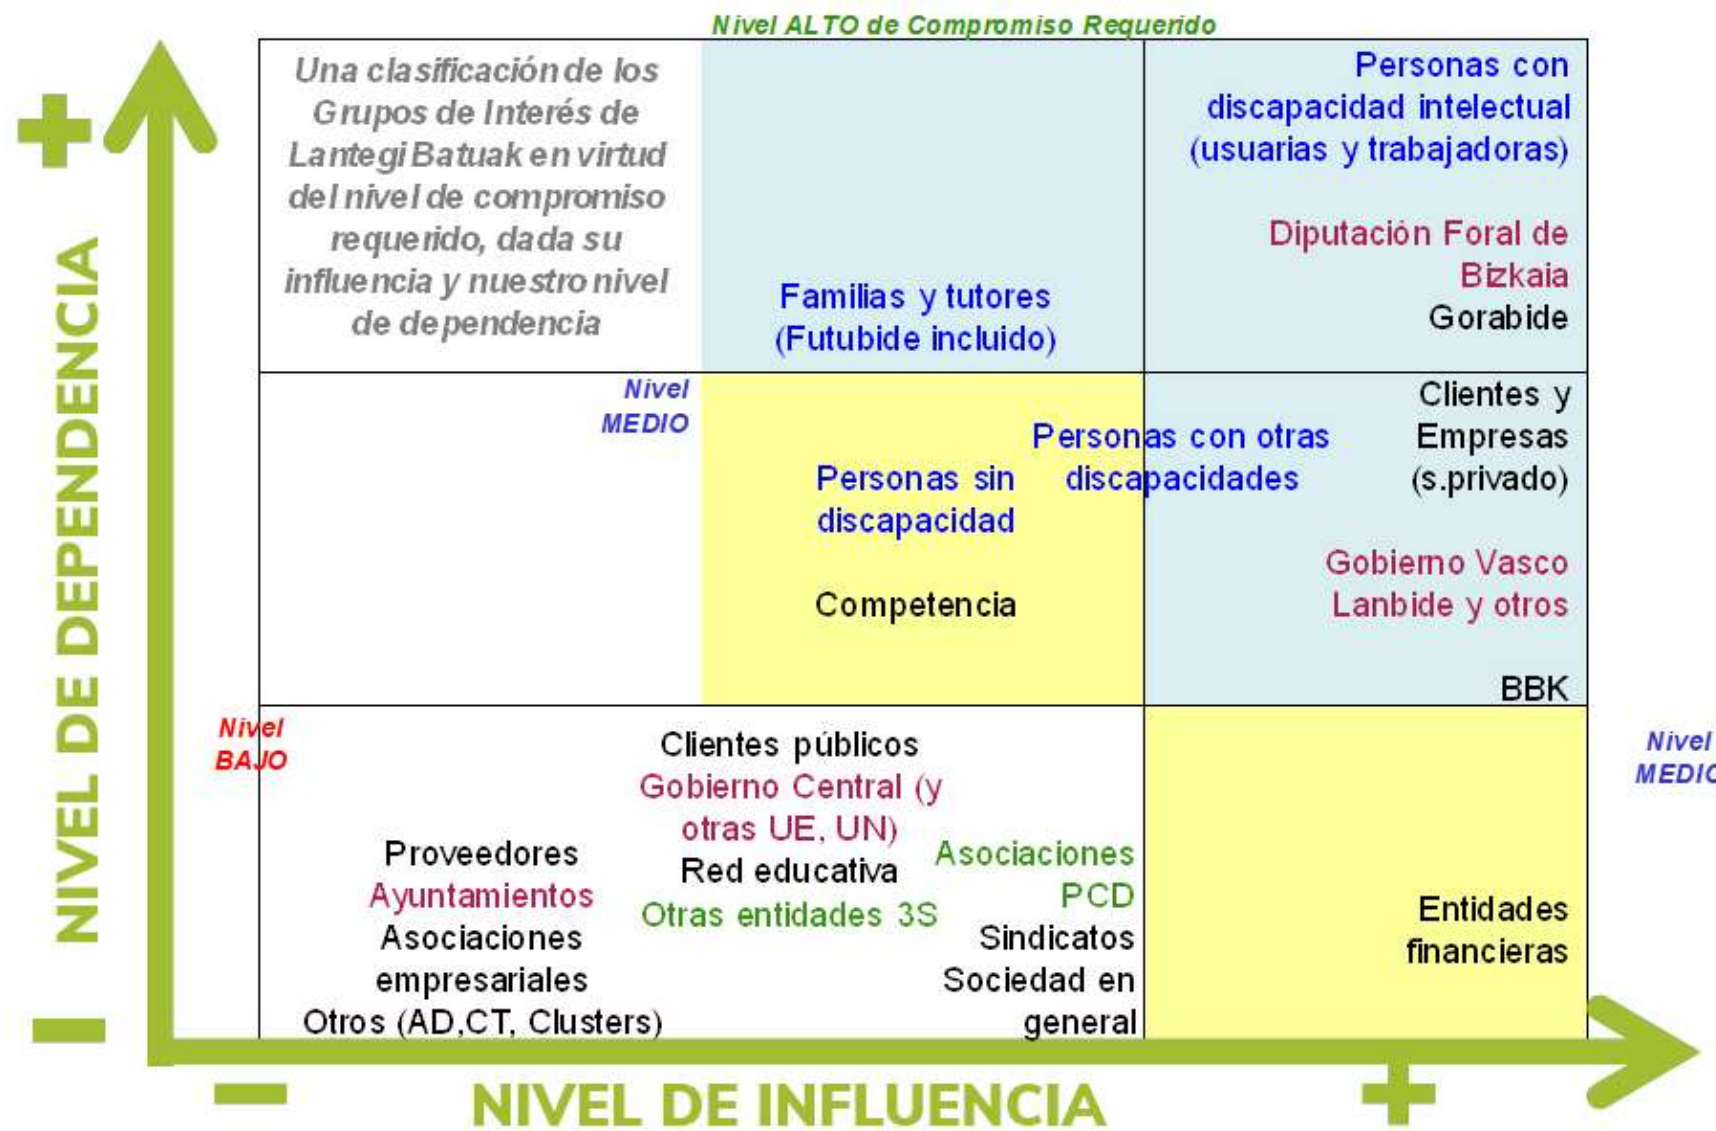 Nivel ALTO de Compromiso Requerido
Una clasificación de los
Grupos de Interés de
Lantegi Batuak en virtud
del nivel de compromiso
requerido, dada su
influencia y nuestro nivel
de dependencia
Familias y tutores
(Futubide incluido)
Personas con
discapacidad intelectual
(usuarias y trabajadoras)
Diputación Foral de
Bizkaia
Gorabide
Nivel
MEDIO
Personas sin
discapacidad
Competencia
Personas con otras
discapacidades
Clientes y
Empresas
(s.privado)
Gobierno Vasco
Lanbide y otros
BBK
Nivel
BAJO
Proveedores
Ayuntamientos
Asociaciones
empresariales
Otros (AD,CT, Clusters)
Clientes públicos
Gobierno Central (y
otras UE, UN)
Red educativa
Otras entidades 3S
Asociaciones
PCD
Sindicatos
Sociedad en
general
Entidades
financieras
Nivel
MEDIO
NIVEL DE DEPENDENCIA
NIVEL DE INFLUENCIA